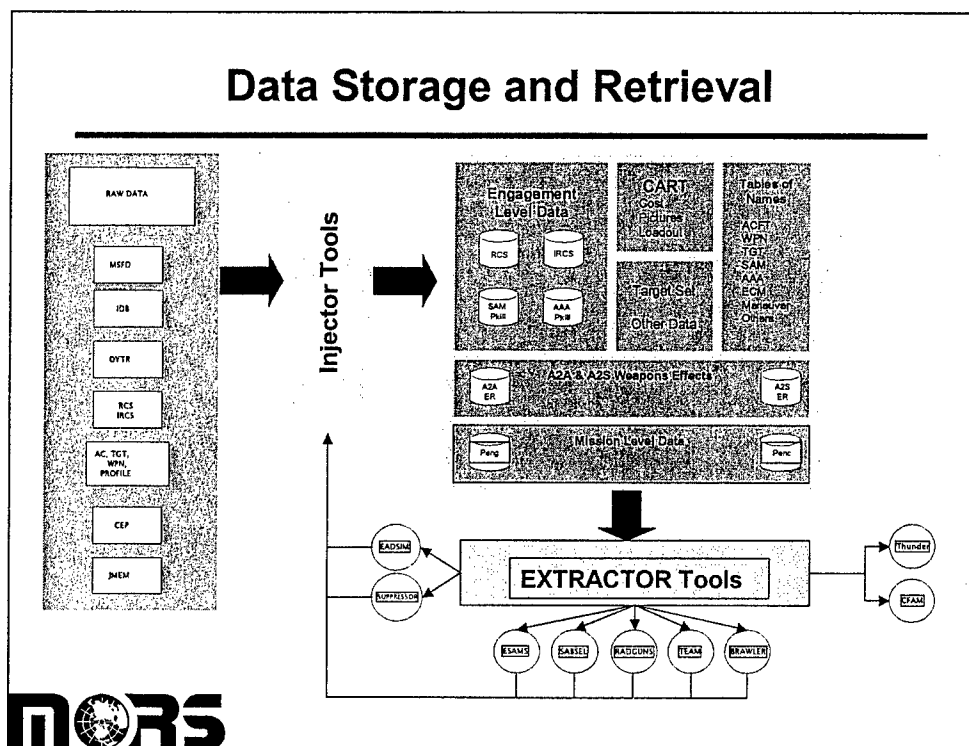 Data Storage and Retrieval
RAW DATA
MSFD
IDB
OYTR
RCS
IRCS
AC, TGT,
WPN,
PROFILE
CEP
JMEM
Injector Tools
Engagement
Level Data
RCS
IRCS
SAM
Pkill
AAA
Pkill
CART
Cost
Pictures
Loadout
Target Set
Other Data
Tables of
Names
ACFT
WPN
TGT
SAM
AAA
ECM
Maneuver
Others
A2A & A2S Weapons Effects
A2A
ER
A2S
ER
Mission Level Data
Peng
Penc
EXTRACTOR Tools
EADSIM
SUPPRESSOR
Thunder
CFAM
ESAMS
SABSEL
RADGUNS
TEAM
BRAWLER
MORS